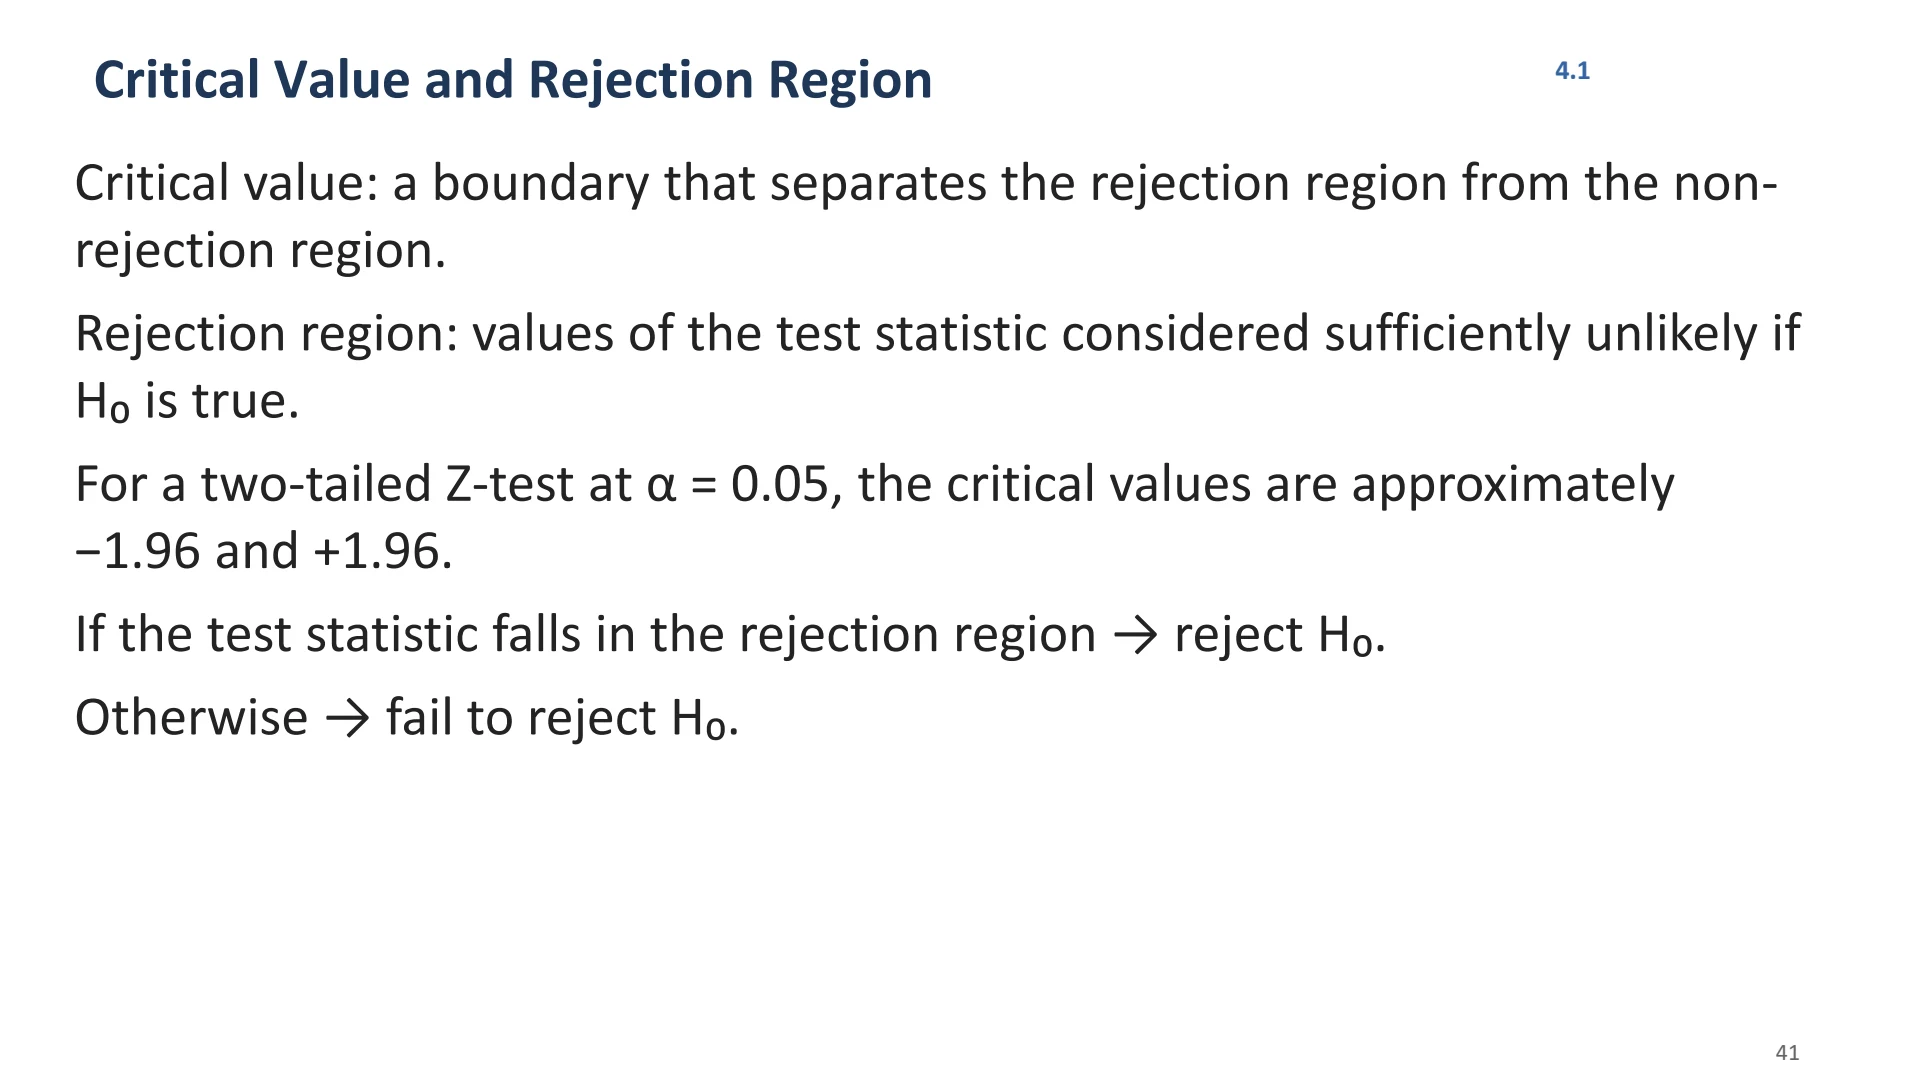 Critical Value and Rejection Region
4.1
Critical value: a boundary that separates the rejection region from the non-
rejection region.
Rejection region: values of the test statistic considered sufficiently unlikely if
H₀ is true.
For a two-tailed Z-test at α = 0.05, the critical values are approximately
−1.96 and +1.96.
If the test statistic falls in the rejection region → reject H₀.
Otherwise → fail to reject H₀.
41